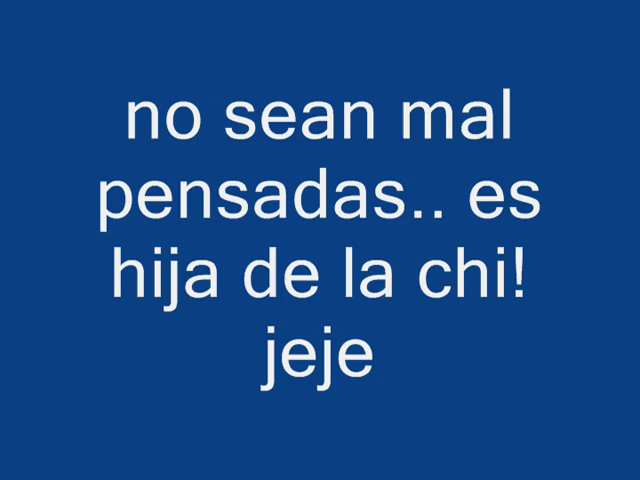 no sean mal
pensadas.. es
hija de la chi!
jeje